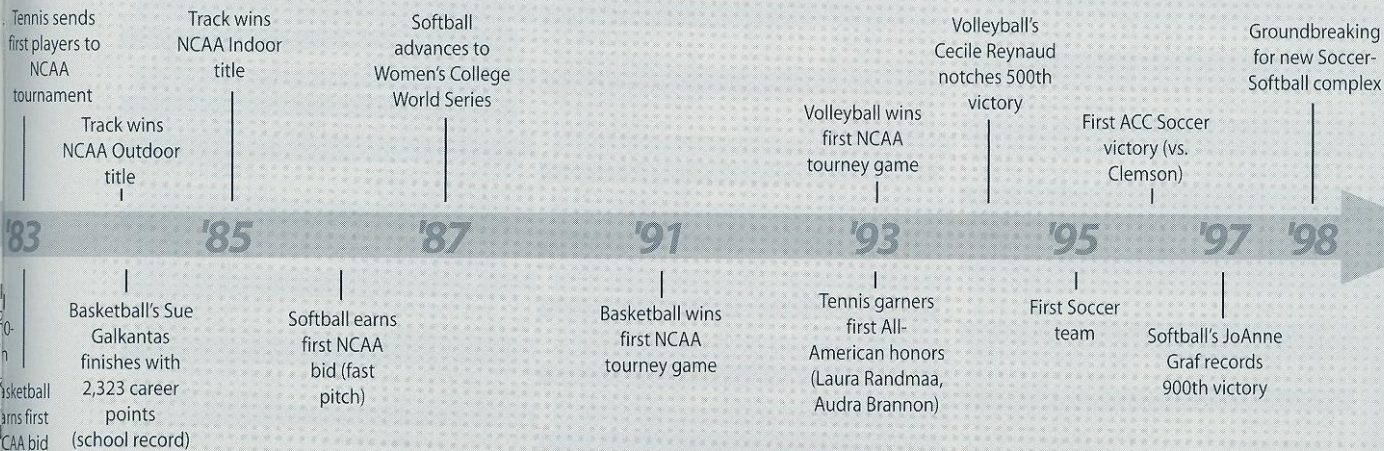 Tennis sends
first players to
NCAA
tournament
Track wins
NCAA Outdoor
title
Track wins
NCAA Indoor
title
Softball
advances to
Women's College
World Series
Volleyball wins
first NCAA
tourney game
Volleyball's
Cecile Reynaud
notches 500th
victory
First ACC Soccer
victory (vs.
Clemson)
Groundbreaking
for new Soccer-
Softball complex
'83 '85 '87 '91 '93 '95 '97 '98
asketball
arns first
CAA bid
Basketball's Sue
Galkantas
finishes with
2,323 career
points
(school record)
Softball earns
first NCAA
bid (fast
pitch)
Basketball wins
first NCAA
tourney game
Tennis garners
first All-
American honors
(Laura Randmaa,
Audra Brannon)
First Soccer
team
Softball's JoAnne
Graf records
900th victory